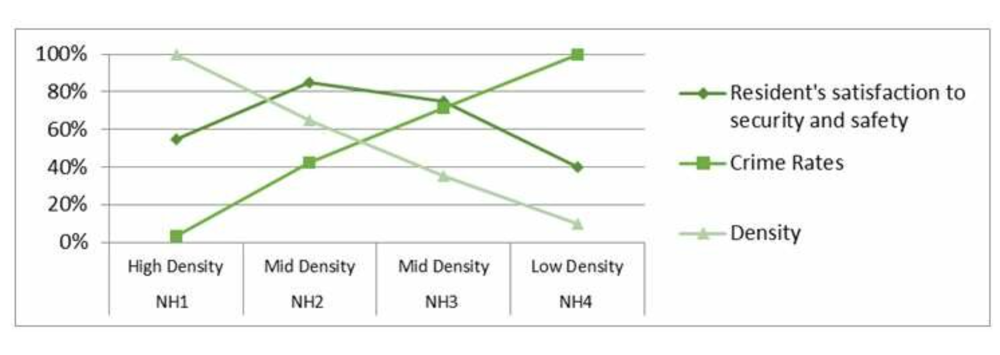 100%
80%
60%
40%
20%
0%
High Density
Mid Density
Mid Density
Low Density
NH1
NH2
NH3
NH4
Resident's satisfaction to
security and safety
Crime Rates
Density